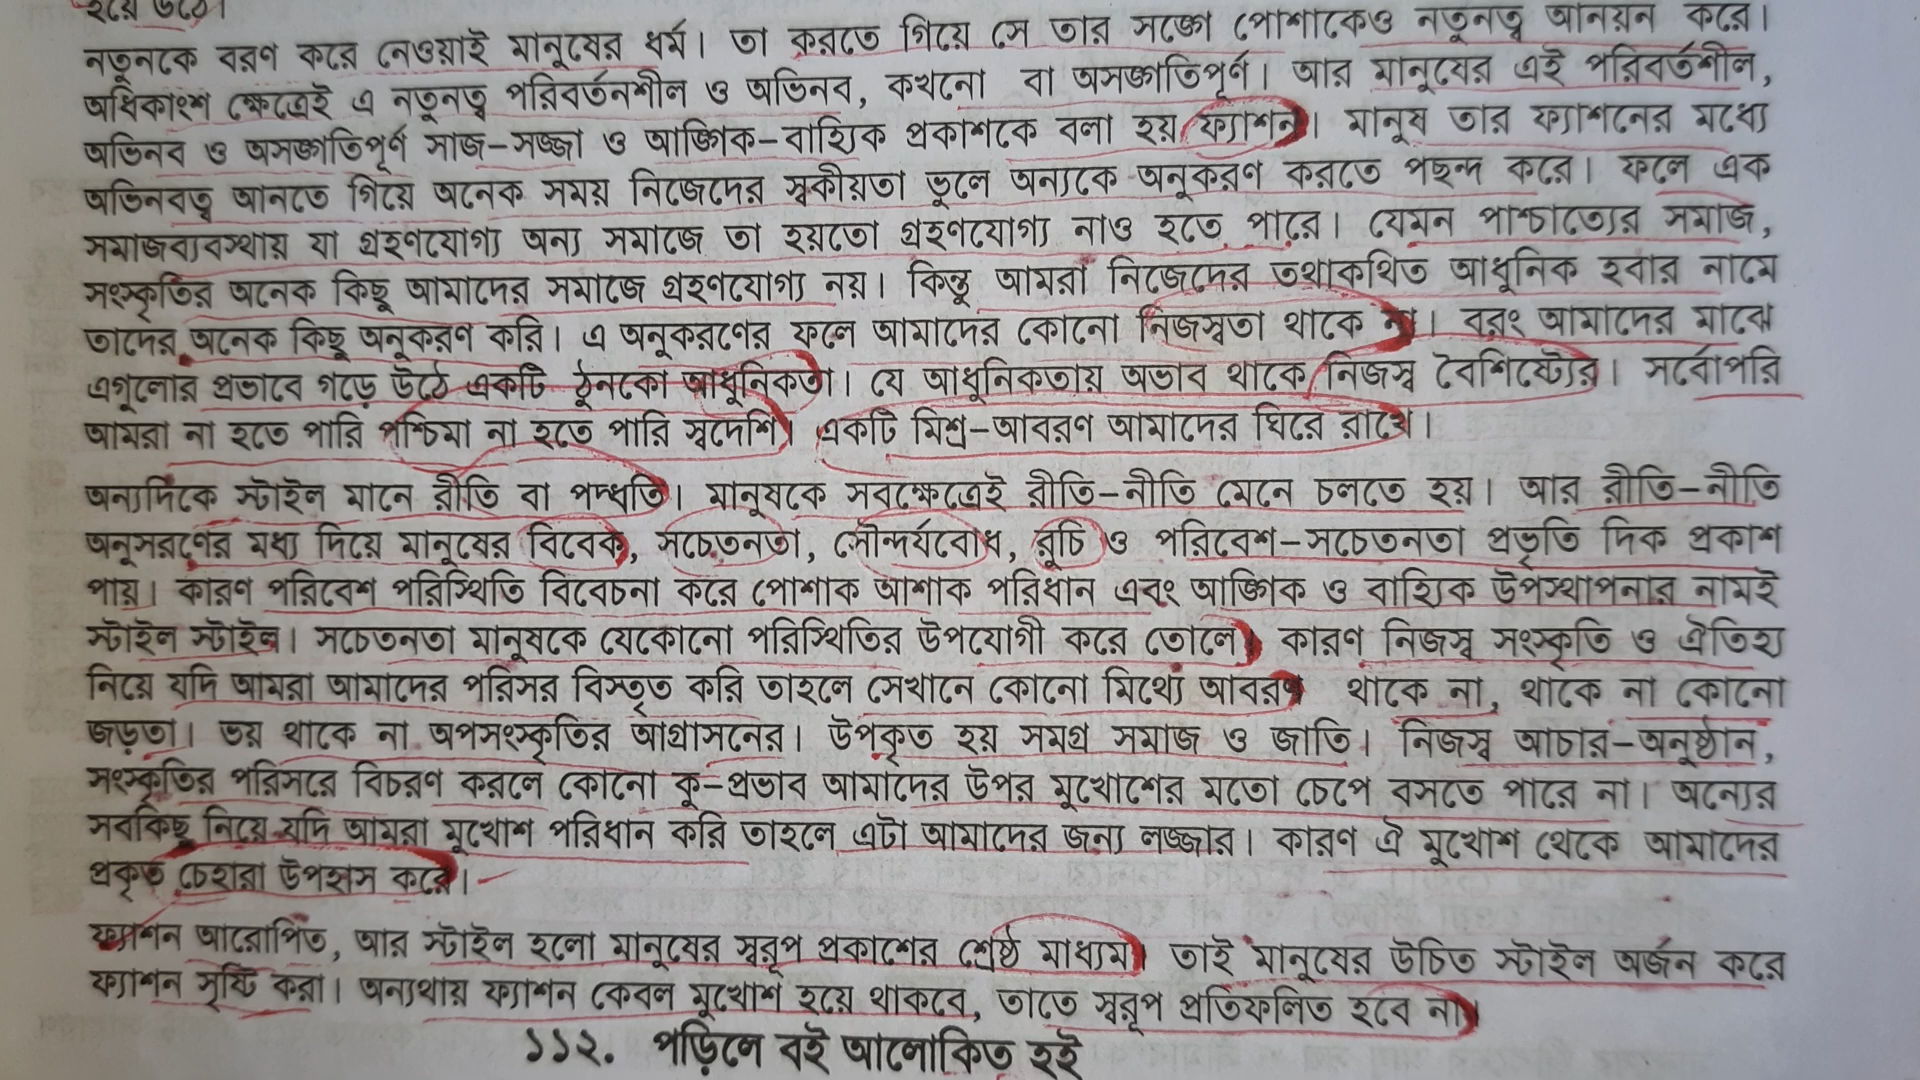 হয়ে উঠে।
নতুনকে বরণ করে নেওয়াই মানুষের ধর্ম। তা করতে গিয়ে সে তার সঙ্গে পোশাকেও নতুনত্ব আনয়ন করে।
অধিকাংশ ক্ষেত্রেই এ নতুনত্ব পরিবর্তনশীল ও অভিনব, কখনো বা অসঙ্গতিপূর্ণ। আর মানুষের এই পরিবর্তশীল,
অভিনব ও অসঙ্গতিপূর্ণ সাজ-সজ্জা ও আঙ্গিক-বাহ্যিক প্রকাশকে বলা হয় ফ্যাশন। মানুষ তার ফ্যাশনের মধ্যে
অভিনবত্ব আনতে গিয়ে অনেক সময় নিজেদের স্বকীয়তা ভুলে অন্যকে অনুকরণ করতে পছন্দ করে। ফলে এক
সমাজব্যবস্থায় যা গ্রহণযোগ্য অন্য সমাজে তা হয়তো গ্রহণযোগ্য নাও হতে পারে। যেমন পাশ্চাত্যের সমাজ,
সংস্কৃতির অনেক কিছু আমাদের সমাজে গ্রহণযোগ্য নয়। কিন্তু আমরা নিজেদের তথাকথিত আধুনিক হবার নামে
তাদের অনেক কিছু অনুকরণ করি। এ অনুকরণের ফলে আমাদের কোনো নিজস্বতা থাকে না। বরং আমাদের মাঝে
এগুলোর প্রভাবে গড়ে উঠে একটি ঠুনকো আধুনিকতা। যে আধুনিকতায় অভাব থাকে নিজস্ব বৈশিষ্ট্যের। সর্বোপরি
আমরা না হতে পারি পশ্চিমা না হতে পারি স্বদেশি। একটি মিশ্র-আবরণ আমাদের ঘিরে রাখে।
অন্যদিকে স্টাইল মানে রীতি বা পদ্ধতি। মানুষকে সবক্ষেত্রেই রীতি-নীতি মেনে চলতে হয়। আর রীতি-নীতি
অনুসরণের মধ্য দিয়ে মানুষের বিবেক, সচেতনতা, সৌন্দর্যবোধ, রুচি ও পরিবেশ-সচেতনতা প্রভৃতি দিক প্রকাশ
পায়। কারণ পরিবেশ পরিস্থিতি বিবেচনা করে পোশাক আশাক পরিধান এবং আঙ্গিক ও বাহ্যিক উপস্থাপনার নামই
স্টাইল স্টাইল। সচেতনতা মানুষকে যেকোনো পরিস্থিতির উপযোগী করে তোলে। কারণ নিজস্ব সংস্কৃতি ও ঐতিহ্য
নিয়ে যদি আমরা আমাদের পরিসর বিস্তৃত করি তাহলে সেখানে কোনো মিথ্যে আবরণ থাকে না, থাকে না কোনো
জড়তা। ভয় থাকে না অপসংস্কৃতির আগ্রাসনের। উপকৃত হয় সমগ্র সমাজ ও জাতি। নিজস্ব আচার-অনুষ্ঠান,
সংস্কৃতির পরিসরে বিচরণ করলে কোনো কু-প্রভাব আমাদের উপর মুখোশের মতো চেপে বসতে পারে না। অন্যের
সবকিছু নিয়ে যদি আমরা মুখোশ পরিধান করি তাহলে এটা আমাদের জন্য লজ্জার। কারণ ঐ মুখোশ থেকে আমাদের
প্রকৃত চেহারা উপহাস করে।
ফ্যাশন আরোপিত, আর স্টাইল হলো মানুষের স্বরূপ প্রকাশের শ্রেষ্ঠ মাধ্যম। তাই মানুষের উচিত স্টাইল অর্জন করে
ফ্যাশন সৃষ্টি করা। অন্যথায় ফ্যাশন কেবল মুখোশ হয়ে থাকবে, তাতে স্বরূপ প্রতিফলিত হবে না।
১১২. পড়িলে বই আলোকিত হই